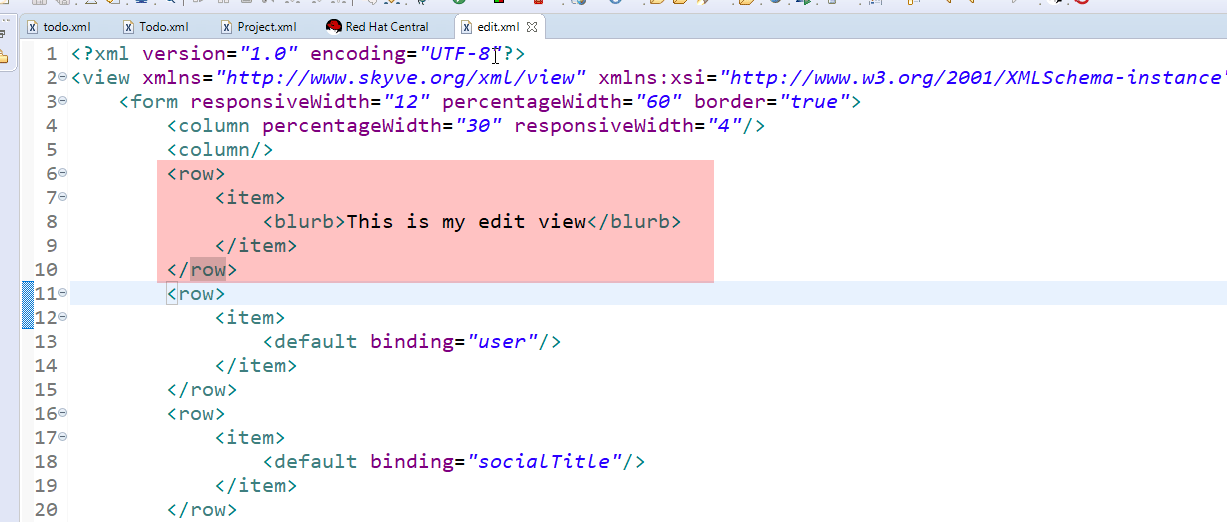 todo.xml Todo.xml Project.xml Red Hat Central edit.xml
1 <?xml version="1.0" encoding="UTF-8"?>
2 <view xmlns="http://www.skyve.org/xml/view" xmlns:xsi="http://www.w3.org/2001/XMLSchema-instance"
3 <form responsiveWidth="12" percentageWidth="60" border="true">
4 <column percentageWidth="30" responsiveWidth="4"/>
5 <column/>
6 <row>
7 <item>
8 <blurb>This is my edit view</blurb>
9 </item>
10 </row>
11 <row>
12 <item>
13 <default binding="user"/>
14 </item>
15 </row>
16 <row>
17 <item>
18 <default binding="socialTitle"/>
19 </item>
20 </row>